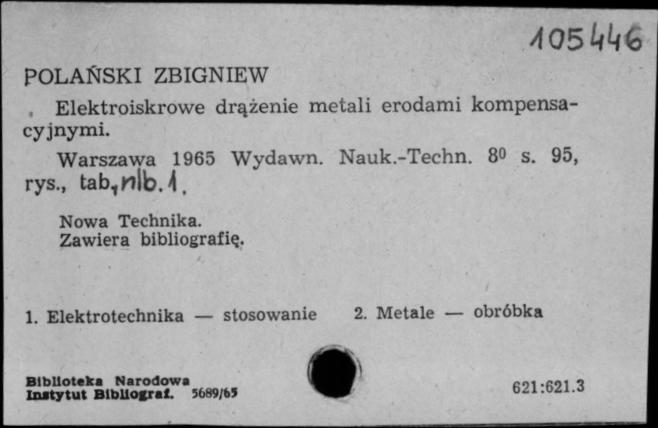 105446
POLAŃSKI ZBIGNIEW
Elektroiskrowe drążenie metali erodami kompensa-
cyjnymi.
Warszawa 1965 Wydawn. Nauk.-Techn. 8⁰ s. 95,
rys., tab, nlb. 1.
Nowa Technika.
Zawiera bibliografię.
1. Elektrotechnika — stosowanie 2. Metale — obróbka
Biblioteka Narodowa
Instytut Bibliograf. 5689/65
621:621.3